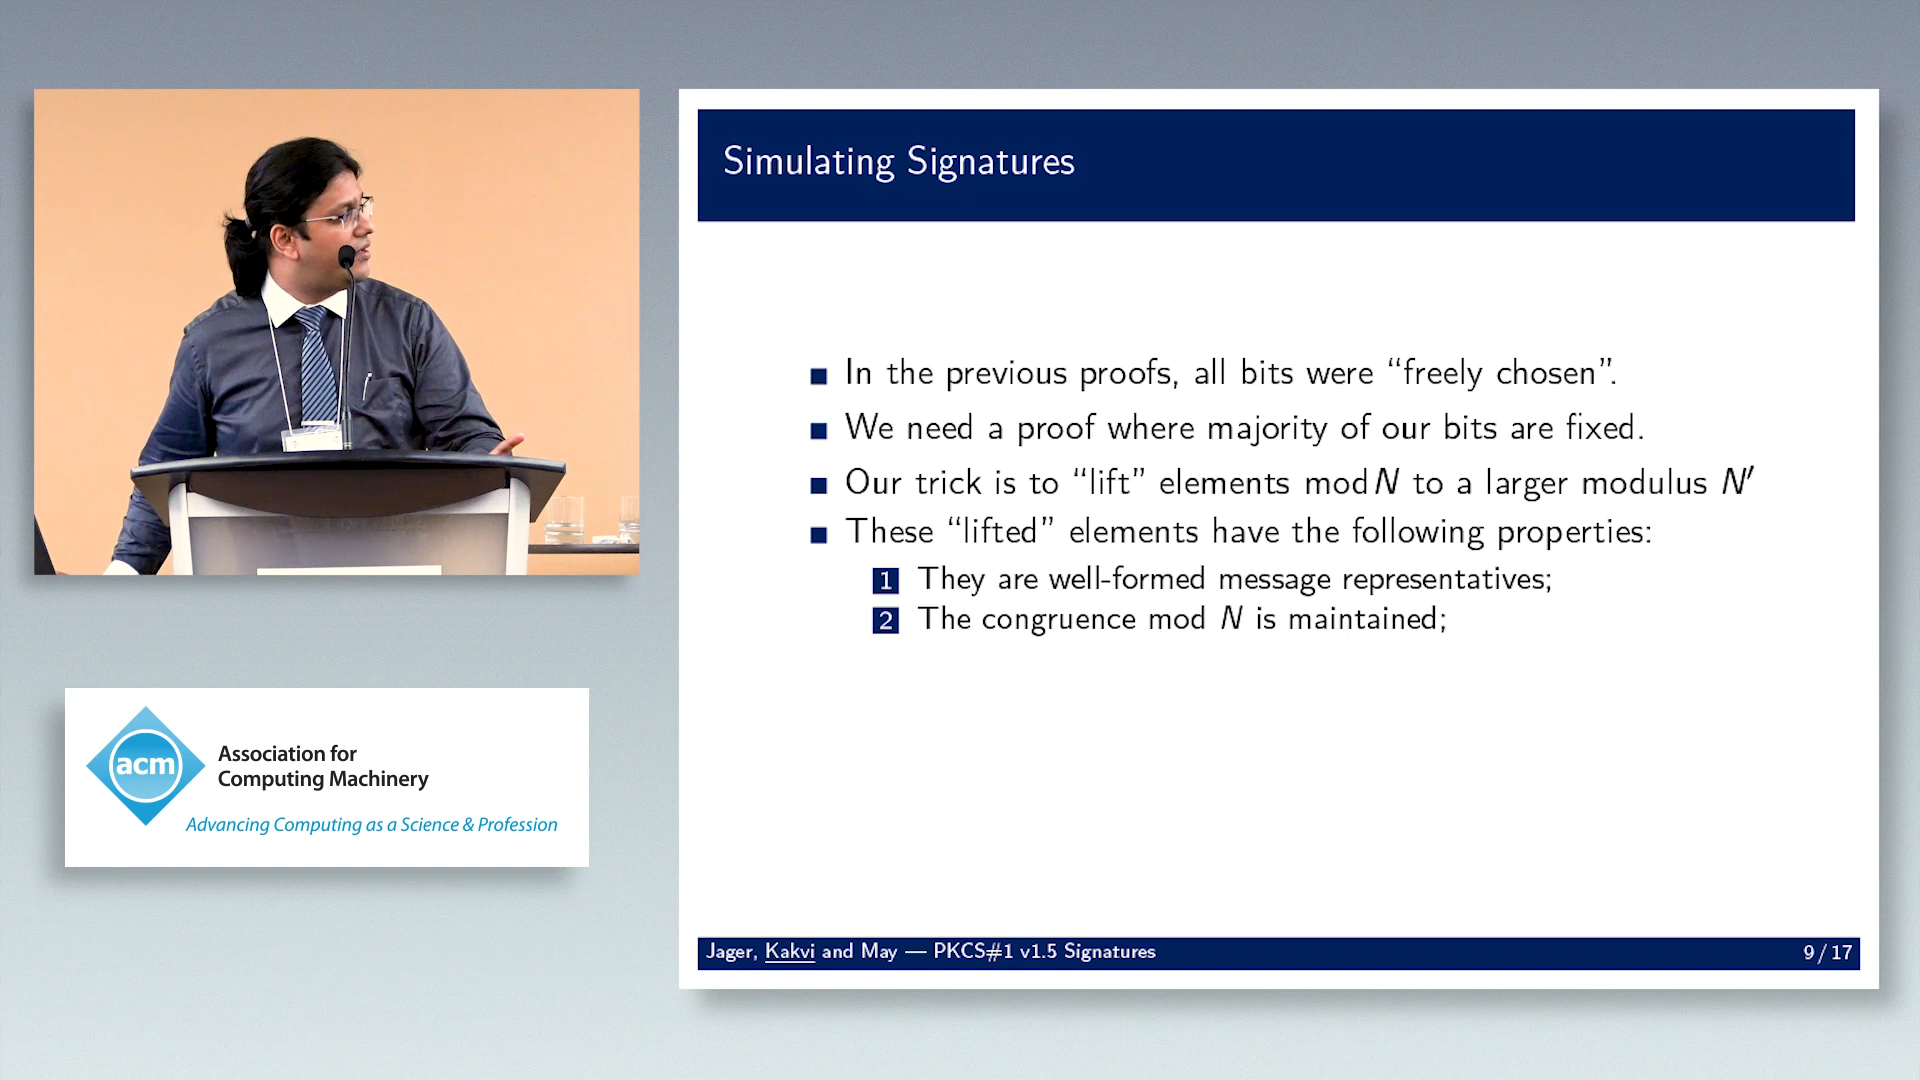 Simulating Signatures
In the previous proofs, all bits were “freely chosen”.
We need a proof where majority of our bits are fixed.
Our trick is to “lift” elements mod N to a larger modulus N′
These “lifted” elements have the following properties:
1 They are well-formed message representatives;
2 The congruence mod N is maintained;
Jager, Kakvi and May — PKCS#1 v1.5 Signatures
9 / 17
acm
Association for
Computing Machinery
Advancing Computing as a Science & Profession